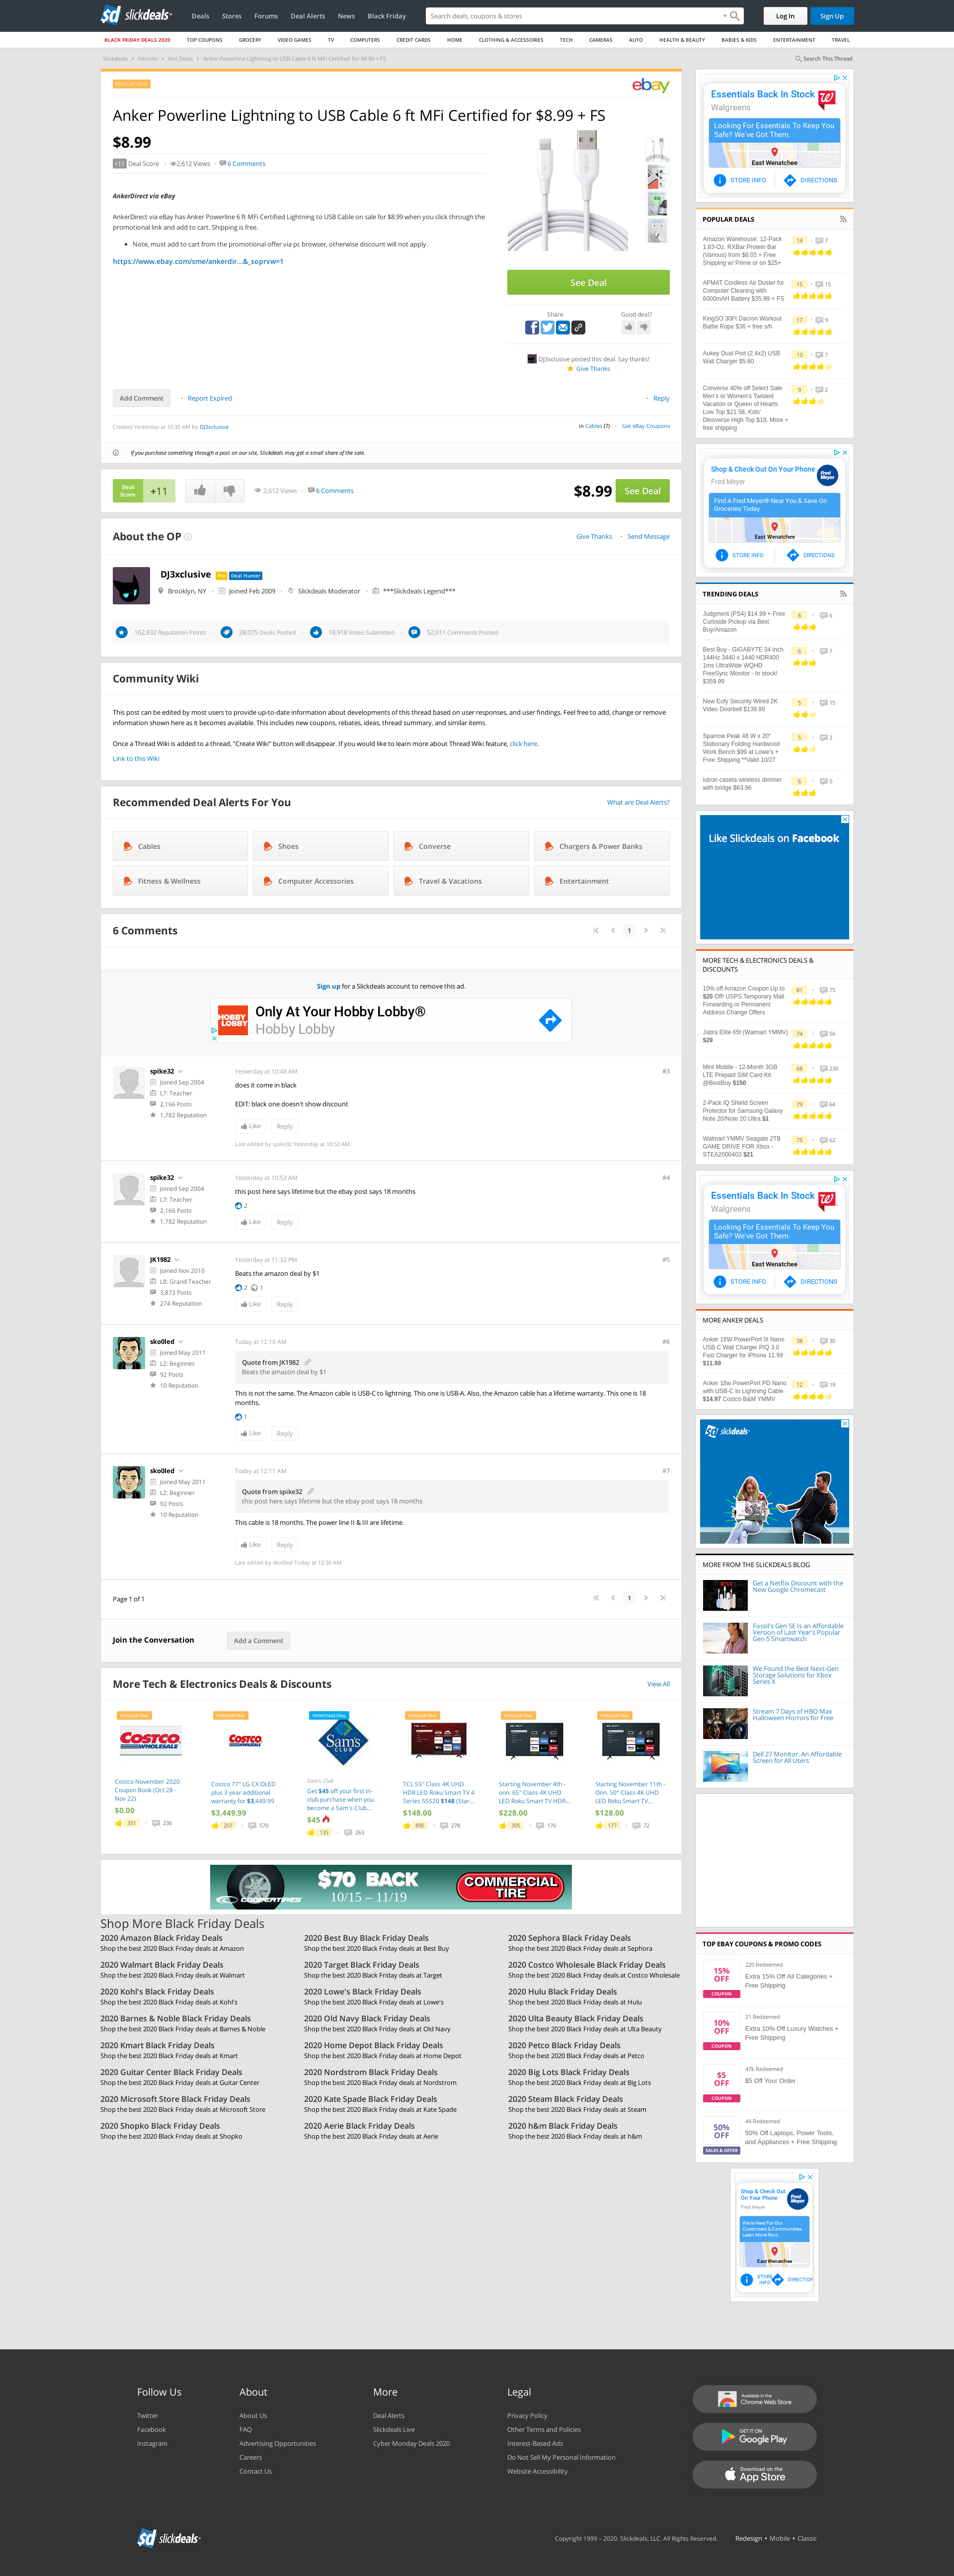 slickdeals
Deals Stores Forums Deal Alerts News Black Friday
Search deals, coupons & stores
Log In
Sign Up
BLACK FRIDAY DEALS 2020 TOP COUPONS GROCERY VIDEO GAMES TV COMPUTERS CREDIT CARDS HOME CLOTHING & ACCESSORIES TECH CAMERAS AUTO HEALTH & BEAUTY BABIES & KIDS ENTERTAINMENT TRAVEL
Slickdeals Forums Hot Deals Anker Powerline Lightning to USB Cable 6 ft MFi Certified for $8.99 + FS
Search This Thread
POPULAR DEAL
ebay
Anker Powerline Lightning to USB Cable 6 ft MFi Certified for $8.99 + FS
$8.99
+11 Deal Score 2,612 Views 6 Comments
AnkerDirect via eBay
AnkerDirect via eBay has Anker Powerline 6 ft MFi Certified Lightning to USB Cable on sale for $8.99 when you click through the
promotional link and add to cart. Shipping is free.
• Note, must add to cart from the promotional offer via pc browser, otherwise discount will not apply.
https://www.ebay.com/sme/ankerdir...&_soprvw=1
See Deal
Share
Good deal?
DJ3xclusive posted this deal. Say thanks!
Give Thanks
Add Comment
Report Expired
Reply
Created Yesterday at 10:35 AM by DJ3xclusive
in Cables (7) Get eBay Coupons
If you purchase something through a post on our site, Slickdeals may get a small share of the sale.
Deal
Score
+11
2,612 Views 6 Comments
$8.99
See Deal
About the OP
Give Thanks Send Message
DJ3xclusive Pro Deal Hunter
Brooklyn, NY Joined Feb 2009 Slickdeals Moderator ***Slickdeals Legend***
162,832 Reputation Points 28,075 Deals Posted 18,918 Votes Submitted 52,611 Comments Posted
Community Wiki
This post can be edited by most users to provide up-to-date information about developments of this thread based on user responses, and user findings. Feel free to add, change or remove
information shown here as it becomes available. This includes new coupons, rebates, ideas, thread summary, and similar items.
Once a Thread Wiki is added to a thread, "Create Wiki" button will disappear. If you would like to learn more about Thread Wiki feature, click here.
Link to this Wiki
Recommended Deal Alerts For You
What are Deal Alerts?
Cables Shoes Converse Chargers & Power Banks
Fitness & Wellness Computer Accessories Travel & Vacations Entertainment
6 Comments
1
Sign up for a Slickdeals account to remove this ad.
HOBBY LOBBY
Only At Your Hobby Lobby®
Hobby Lobby
spike32
Joined Sep 2004
L7: Teacher
2,166 Posts
1,782 Reputation
Yesterday at 10:48 AM
#3
does it come in black
EDIT: black one doesn't show discount
Like Reply
Last edited by spike32 Yesterday at 10:52 AM.
spike32
Joined Sep 2004
L7: Teacher
2,166 Posts
1,782 Reputation
Yesterday at 10:53 AM
#4
this post here says lifetime but the ebay post says 18 months
2
Like Reply
JK1982
Joined Nov 2010
L8: Grand Teacher
3,873 Posts
274 Reputation
Yesterday at 11:32 PM
#5
Beats the amazon deal by $1
2 1
Like Reply
sko0led
Joined May 2011
L2: Beginner
92 Posts
10 Reputation
Today at 12:10 AM
#6
Quote from JK1982
Beats the amazon deal by $1
This is not the same. The Amazon cable is USB-C to lightning. This one is USB-A. Also, the Amazon cable has a lifetime warranty. This one is 18
months.
1
Like Reply
sko0led
Joined May 2011
L2: Beginner
92 Posts
10 Reputation
Today at 12:11 AM
#7
Quote from spike32
this post here says lifetime but the ebay post says 18 months
This cable is 18 months. The power line II & III are lifetime.
Like Reply
Last edited by sko0led Today at 12:30 AM.
Page 1 of 1
1
Join the Conversation
Add a Comment
More Tech & Electronics Deals & Discounts
View All
POPULAR DEAL
COSTCO WHOLESALE
Costco November 2020
Coupon Book (Oct 28 -
Nov 22)
$0.00
331 236
POPULAR DEAL
COSTCO WHOLESALE
Costco 77" LG CX OLED
plus 3 year additional
warranty for $3,449.99
$3,449.99
207 570
FRONTPAGE DEAL
Sam's CLUB
Sam's Club
Get $45 off your first in-
club purchase when you
become a Sam's Club...
$45
135 263
POPULAR DEAL
TCL 55" Class 4K UHD
HDR LED Roku Smart TV 4
Series 55S20 $148 (Star...
$148.00
895 278
POPULAR DEAL
Starting November 4th -
onn. 65" Class 4K UHD
LED Roku Smart TV HDR...
$228.00
305 176
POPULAR DEAL
Starting November 11th -
Onn. 50" Class 4K UHD
LED Roku Smart TV...
$128.00
177 72
COOPERTIRES
$70 BACK
10/15 – 11/19
COMMERCIAL TIRE
Shop More Black Friday Deals
2020 Amazon Black Friday Deals
Shop the best 2020 Black Friday deals at Amazon
2020 Best Buy Black Friday Deals
Shop the best 2020 Black Friday deals at Best Buy
2020 Sephora Black Friday Deals
Shop the best 2020 Black Friday deals at Sephora
2020 Walmart Black Friday Deals
Shop the best 2020 Black Friday deals at Walmart
2020 Target Black Friday Deals
Shop the best 2020 Black Friday deals at Target
2020 Costco Wholesale Black Friday Deals
Shop the best 2020 Black Friday deals at Costco Wholesale
2020 Kohl's Black Friday Deals
Shop the best 2020 Black Friday deals at Kohl's
2020 Lowe's Black Friday Deals
Shop the best 2020 Black Friday deals at Lowe's
2020 Hulu Black Friday Deals
Shop the best 2020 Black Friday deals at Hulu
2020 Barnes & Noble Black Friday Deals
Shop the best 2020 Black Friday deals at Barnes & Noble
2020 Old Navy Black Friday Deals
Shop the best 2020 Black Friday deals at Old Navy
2020 Ulta Beauty Black Friday Deals
Shop the best 2020 Black Friday deals at Ulta Beauty
2020 Kmart Black Friday Deals
Shop the best 2020 Black Friday deals at Kmart
2020 Home Depot Black Friday Deals
Shop the best 2020 Black Friday deals at Home Depot
2020 Petco Black Friday Deals
Shop the best 2020 Black Friday deals at Petco
2020 Guitar Center Black Friday Deals
Shop the best 2020 Black Friday deals at Guitar Center
2020 Nordstrom Black Friday Deals
Shop the best 2020 Black Friday deals at Nordstrom
2020 Big Lots Black Friday Deals
Shop the best 2020 Black Friday deals at Big Lots
2020 Microsoft Store Black Friday Deals
Shop the best 2020 Black Friday deals at Microsoft Store
2020 Kate Spade Black Friday Deals
Shop the best 2020 Black Friday deals at Kate Spade
2020 Steam Black Friday Deals
Shop the best 2020 Black Friday deals at Steam
2020 Shopko Black Friday Deals
Shop the best 2020 Black Friday deals at Shopko
2020 Aerie Black Friday Deals
Shop the best 2020 Black Friday deals at Aerie
2020 h&m Black Friday Deals
Shop the best 2020 Black Friday deals at h&m
Essentials Back In Stock
Walgreens
Looking For Essentials To Keep You
Safe? We've Got Them.
East Wenatchee
STORE INFO DIRECTIONS
POPULAR DEALS
Amazon Warehouse: 12-Pack
1.83-Oz. RXBar Protein Bar
(Various) from $8.03 + Free
Shipping w/ Prime or on $25+
14 7
AFMAT Cordless Air Duster for
Computer Cleaning with
6000mAH Battery $35.99 + FS
15 15
KingSO 30Ft Dacron Workout
Battle Rope $36 + free s/h
17 9
Aukey Dual Port (2.4x2) USB
Wall Charger $5.60
13 7
Converse 40% off Select Sale:
Men's or Women's Twisted
Vacation or Queen of Hearts
Low Top $21.58, Kids'
Dinoverse High Top $18, More +
free shipping
9 2
Shop & Check Out On Your Phone
Fred Meyer
Find A Fred Meyer® Near You & Save On
Groceries Today.
East Wenatchee
STORE INFO DIRECTIONS
TRENDING DEALS
Judgment (PS4) $14.99 + Free
Curbside Pickup via Best
Buy/Amazon
6 6
Best Buy - GIGABYTE 34 inch
144Hz 3440 x 1440 HDR400
1ms UltraWide WQHD
FreeSync Monitor - In stock!
$359.99
6 7
New Eufy Security Wired 2K
Video Doorbell $139.99
5 15
Sparrow Peak 48 W x 20"
Stationary Folding Hardwood
Work Bench $99 at Lowe's +
Free Shipping **Valid 10/27
5 2
lutron caseta wireless dimmer
with bridge $63.96
6 0
Like Slickdeals on Facebook
MORE TECH & ELECTRONICS DEALS &
DISCOUNTS
10% off Amazon Coupon Up to
$20 Off! USPS Temporary Mail
Forwarding or Permanent
Address Change Offers
81 75
Jabra Elite 65t (Walmart YMMV)
$29
74 56
Mint Mobile - 12-Month 3GB
LTE Prepaid SIM Card Kit
@BestBuy $150
68 230
2-Pack IQ Shield Screen
Protector for Samsung Galaxy
Note 20/Note 20 Ultra $1
79 64
Walmart YMMV Seagate 2TB
GAME DRIVE FOR Xbox -
STEA2000403 $21
75 62
Essentials Back In Stock
Walgreens
Looking For Essentials To Keep You
Safe? We've Got Them.
East Wenatchee
STORE INFO DIRECTIONS
MORE ANKER DEALS
Anker 18W PowerPort III Nano
USB C Wall Charger PIQ 3.0
Fast Charger for iPhone 11.99
$11.99
38 30
Anker 18w PowerPort PD Nano
with USB-C to Lightning Cable
$14.97 Costco B&M YMMV
12 19
slickdeals
MORE FROM THE SLICKDEALS BLOG
Get a Netflix Discount with the
New Google Chromecast
Fossil's Gen 5E Is an Affordable
Version of Last Year's Popular
Gen 5 Smartwatch
We Found the Best Next-Gen
Storage Solutions for Xbox
Series X
Stream 7 Days of HBO Max
Halloween Horrors for Free
Dell 27 Monitor: An Affordable
Screen for All Users
TOP EBAY COUPONS & PROMO CODES
15%
OFF
COUPON
220 Redeemed
Extra 15% Off All Categories +
Free Shipping
10%
OFF
COUPON
21 Redeemed
Extra 10% Off Luxury Watches +
Free Shipping
$5
OFF
COUPON
47k Redeemed
$5 Off Your Order
50%
OFF
SALES & OFFER
44 Redeemed
50% Off Laptops, Power Tools,
and Appliances + Free Shipping
Shop & Check Out
On Your Phone
Fred Meyer
We're Here For Our
Customers & Communities.
Learn More Now.
East Wenatchee
STORE INFO DIRECTION
Follow Us
Twitter
Facebook
Instagram
About
About Us
FAQ
Advertising Opportunities
Careers
Contact Us
More
Deal Alerts
Slickdeals Live
Cyber Monday Deals 2020
Legal
Privacy Policy
Other Terms and Policies
Interest-Based Ads
Do Not Sell My Personal Information
Website Accessibility
Available in the
Chrome Web Store
GET IT ON
Google Play
Download on the
App Store
slickdeals
Copyright 1999 – 2020. Slickdeals, LLC. All Rights Reserved.
Redesign • Mobile • Classic